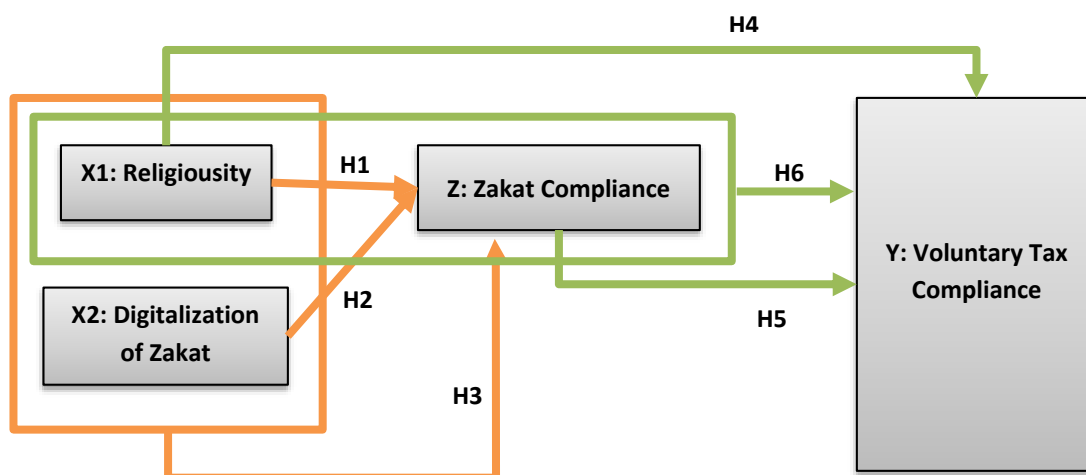 H4
X1: Religiousity
H1
Z: Zakat Compliance
H6
Y: Voluntary Tax
Compliance
H2
X2: Digitalization
of Zakat
H5
H3